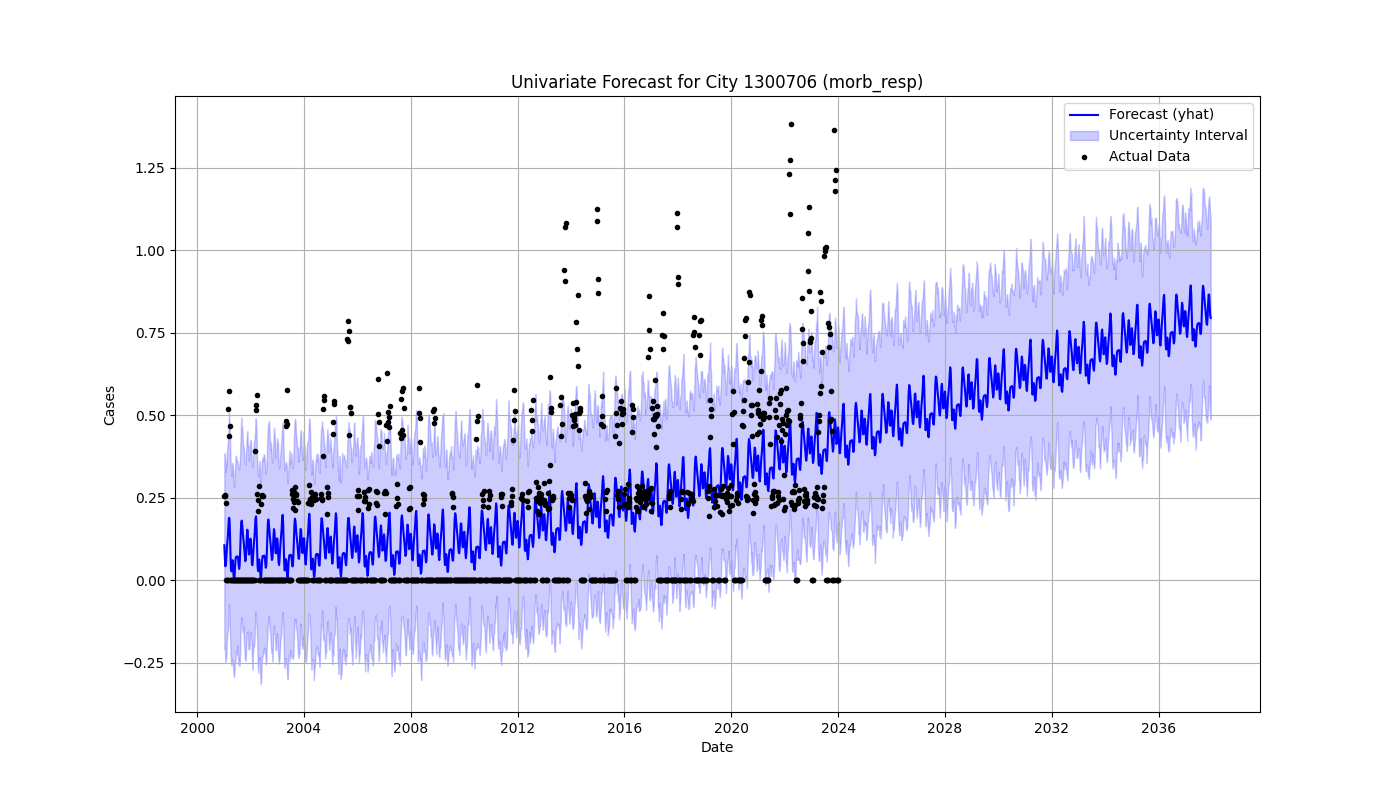 Univariate Forecast for City 1300706 (morb_resp)
Forecast (yhat)
Uncertainty Interval
Actual Data
1.25
1.00
0.75
0.50
0.25
0.00
−0.25
Cases
2000 2004 2008 2012 2016 2020 2024 2028 2032 2036
Date